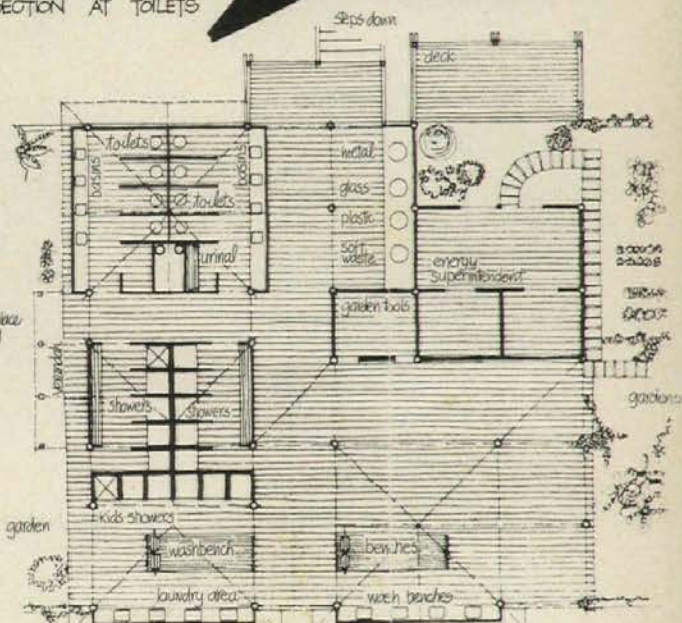 SECTION AT TOILETS
steps down
deck
toilets
basins
basins
toilets
urinal
metal
glass
plastic
soft
waste
energy
superintendent
garden tools
place
verandah
showers
showers
gardens
garden
kids showers
washbench
benches
laundry area
wash benches